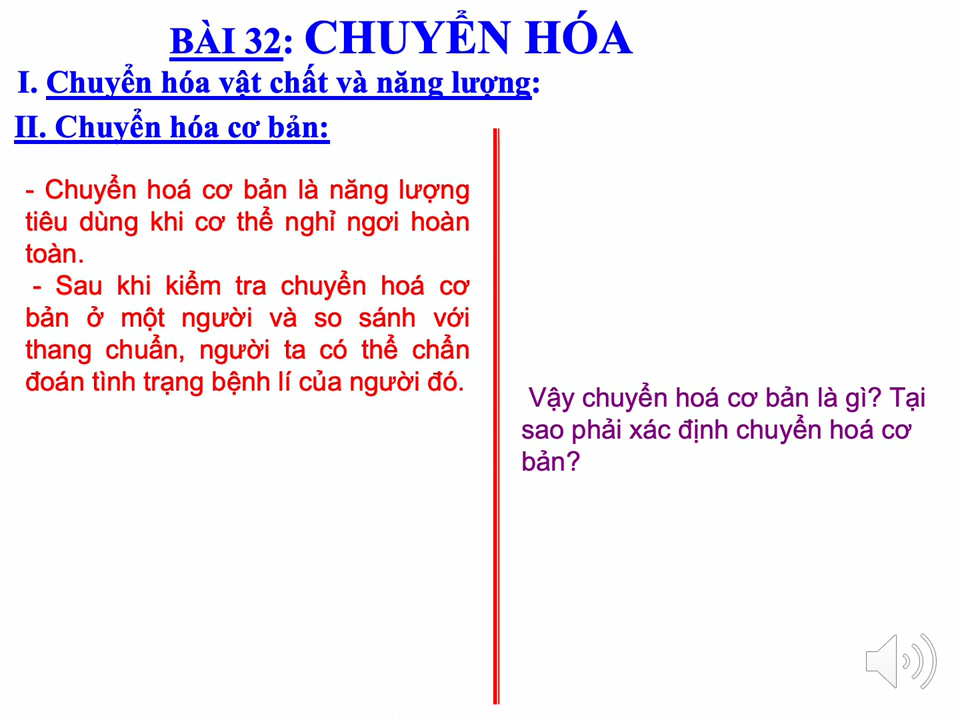 BÀI 32: CHUYỂN HÓA
I. Chuyển hóa vật chất và năng lượng:
II. Chuyển hóa cơ bản:
- Chuyển hoá cơ bản là năng lượng
tiêu dùng khi cơ thể nghỉ ngơi hoàn
toàn.
- Sau khi kiểm tra chuyển hoá cơ
bản ở một người và so sánh với
thang chuẩn, người ta có thể chẩn
đoán tình trạng bệnh lí của người đó.
Vậy chuyển hoá cơ bản là gì? Tại
sao phải xác định chuyển hoá cơ
bản?